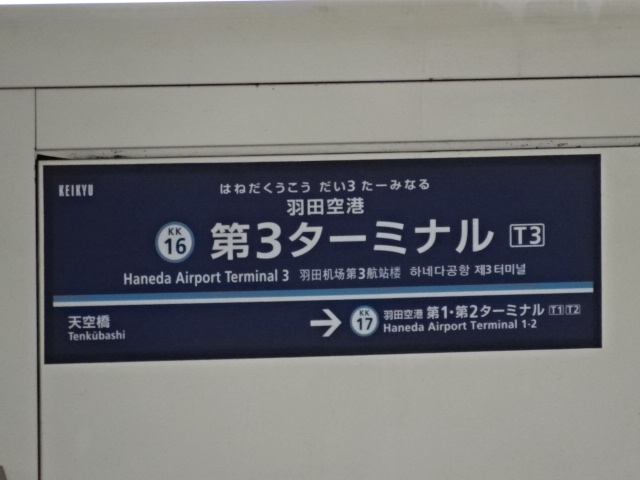 KEIKYU
はねだくうこう だい3 たーみなる
羽田空港
KK
16
第3ターミナル T3
Haneda Airport Terminal 3 羽田机场第3航站楼 하네다공항 제3터미널
天空橋
Tenkūbashi
→ KK
17
羽田空港 第1・第2ターミナル T1 T2
Haneda Airport Terminal 1·2